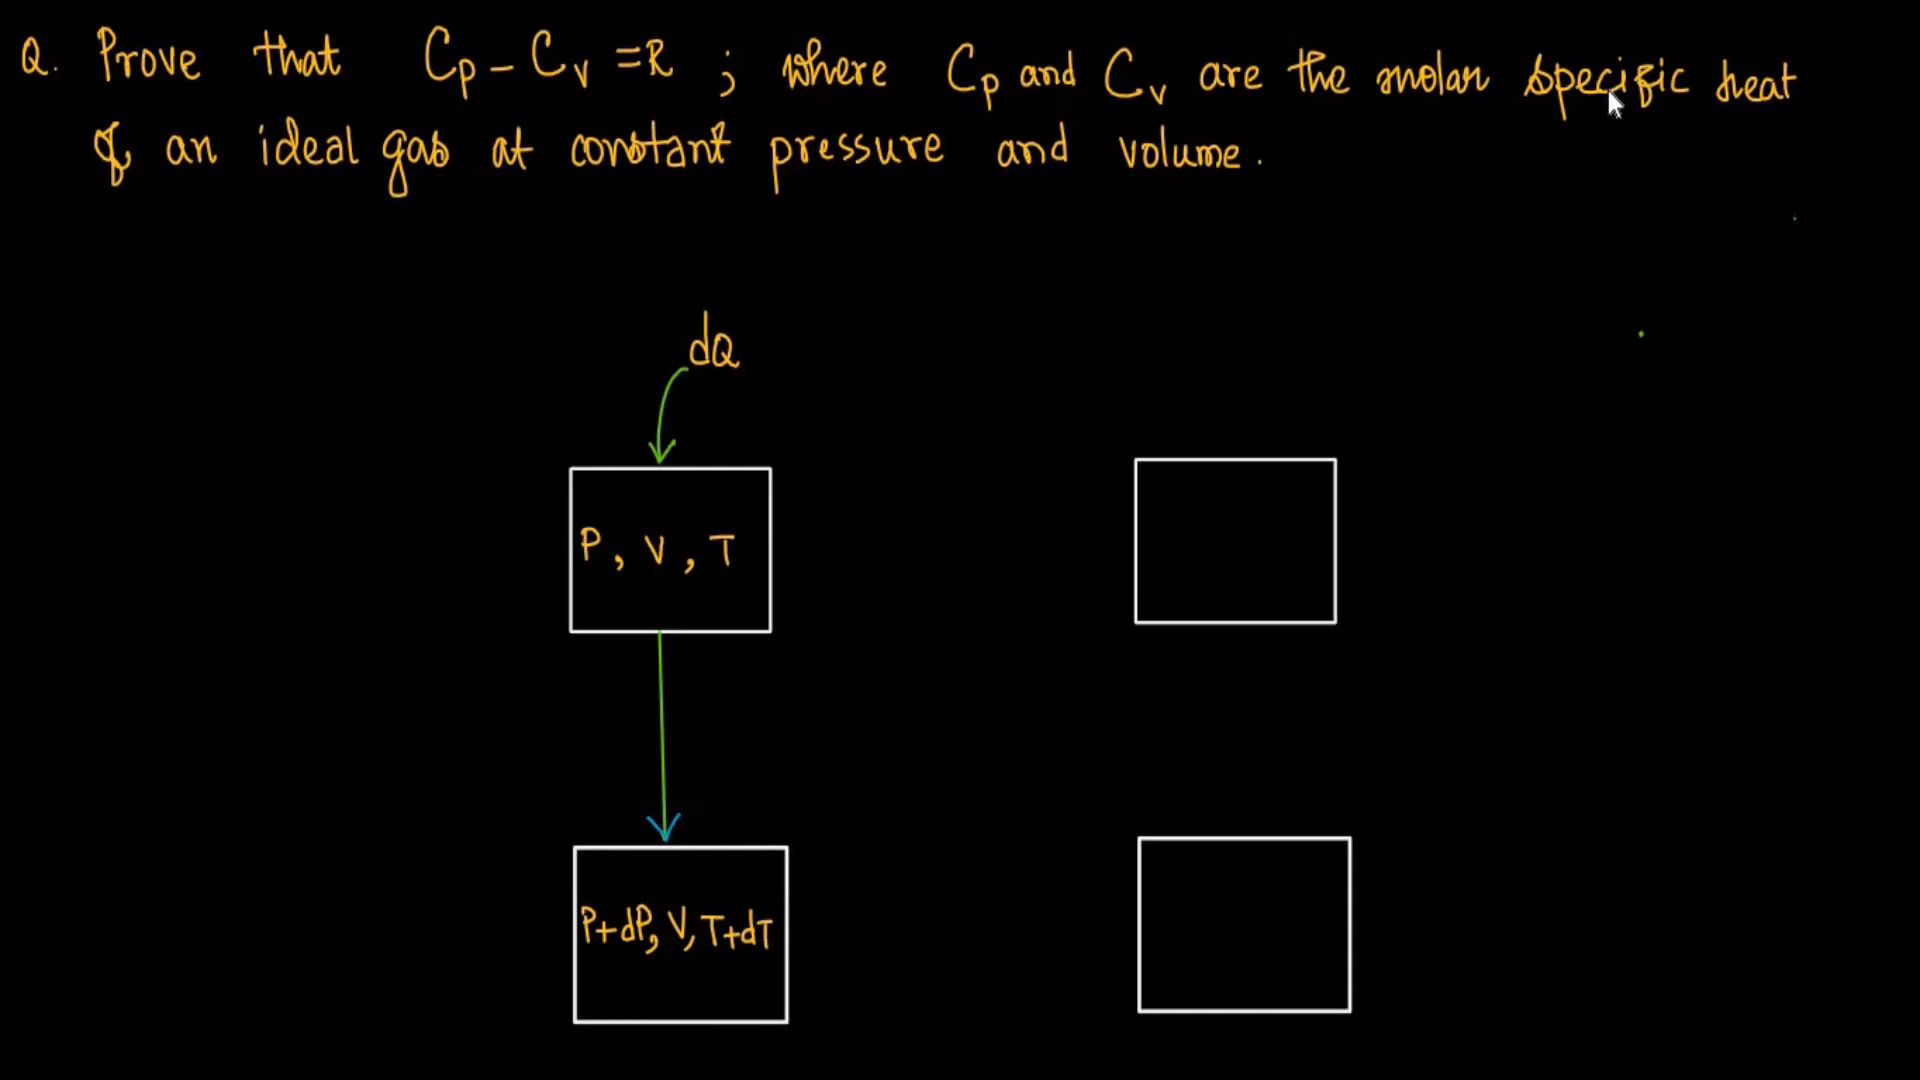 Q. Prove that Cp - Cv = R ; where Cp and Cv are the molar specific heat
of an ideal gas at constant pressure and volume.
dQ
P, V, T
P+dP, V, T+dT